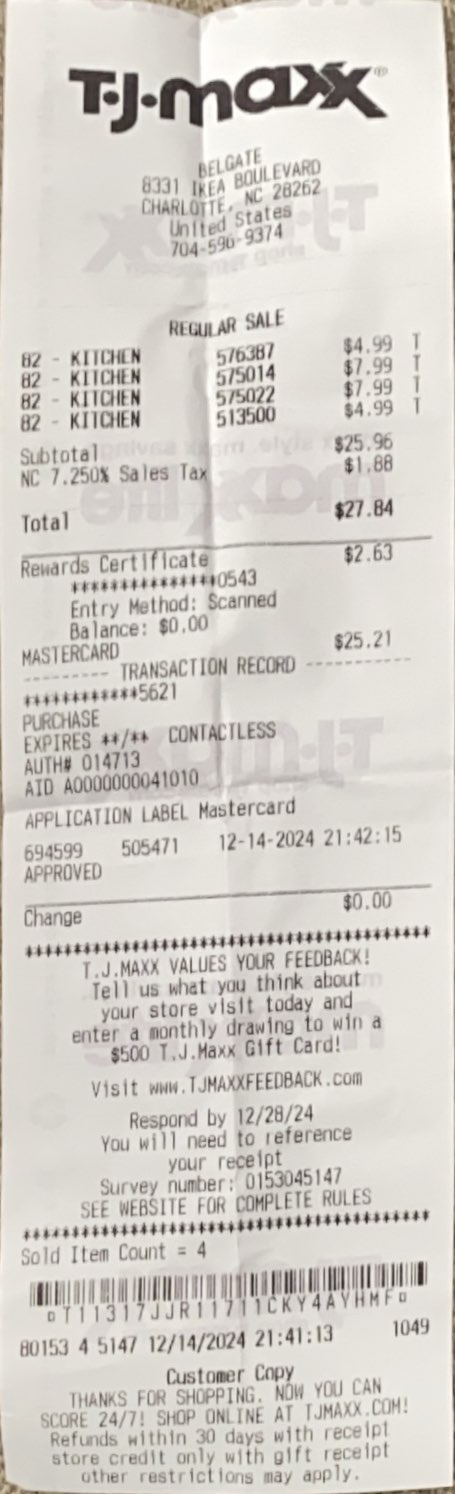 T·J·maxx®
BELGATE
8331 IKEA BOULEVARD
CHARLOTTE, NC 28262
United States
704-596-9374
REGULAR SALE
82 - KITCHEN 576387 $4.99 T
82 - KITCHEN 575014 $7.99 T
82 - KITCHEN 575022 $7.99 T
82 - KITCHEN 513500 $4.99 T
Subtotal $25.96
NC 7.250% Sales Tax $1.88
Total $27.84
Rewards Certificate $2.63
***************0543
Entry Method: Scanned
Balance: $0.00
MASTERCARD $25.21
--------- TRANSACTION RECORD -----------
************5621
PURCHASE
EXPIRES **/** CONTACTLESS
AUTH# 014713
AID A0000000041010
APPLICATION LABEL Mastercard
694599 505471 12-14-2024 21:42:15
APPROVED
Change $0.00
******************************************
T.J.MAXX VALUES YOUR FEEDBACK!
Tell us what you think about
your store visit today and
enter a monthly drawing to win a
$500 T.J.Maxx Gift Card!
Visit www.TJMAXXFEEDBACK.com
Respond by 12/28/24
You will need to reference
your receipt
Survey number: 0153045147
SEE WEBSITE FOR COMPLETE RULES
******************************************
Sold Item Count = 4
¤T11317JJR11711CKY4AYHMF¤
80153 4 5147 12/14/2024 21:41:13 1049
Customer Copy
THANKS FOR SHOPPING. NOW YOU CAN
SCORE 24/7! SHOP ONLINE AT TJMAXX.COM!
Refunds within 30 days with receipt
store credit only with gift receipt
other restrictions may apply.